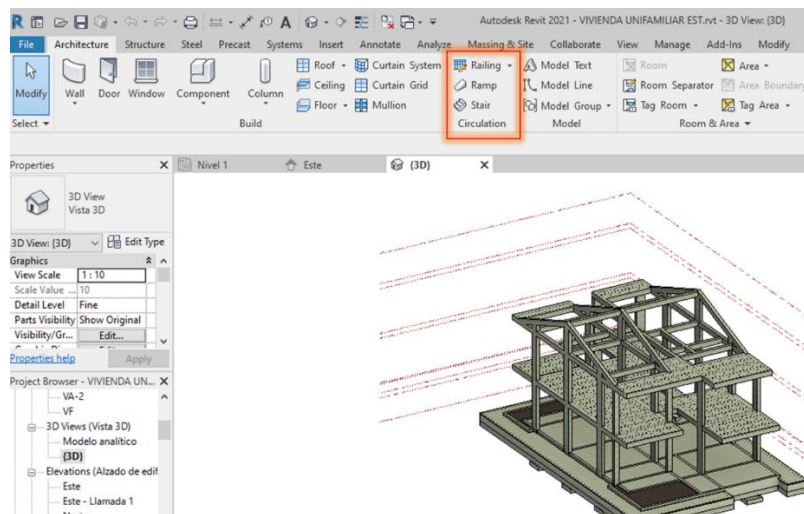 Autodesk Revit 2021 - VIVIENDA UNIFAMILIAR EST.rvt - 3D View: {3D}
File Architecture Structure Steel Precast Systems Insert Annotate Analyze Massing & Site Collaborate View Manage Add-Ins Modify
Modify Wall Door Window Component Column
Roof Curtain System Railing Model Text Room Area
Ceiling Curtain Grid Ramp Model Line Room Separator Area Boundary
Floor Mullion Stair Model Group Tag Room Tag Area
Select Build Circulation Model Room & Area
Properties
Nivel 1 Este {3D}
3D View
Vista 3D
3D View: {3D} Edit Type
Graphics
View Scale 1 : 10
Scale Value ... 10
Detail Level Fine
Parts Visibility Show Original
Visibility/Gr... Edit...
Properties help Apply
Project Browser - VIVIENDA UN...
VA-2
VF
3D Views (Vista 3D)
Modelo analítico
{3D}
Elevations (Alzado de edif
Este
Este - Llamada 1